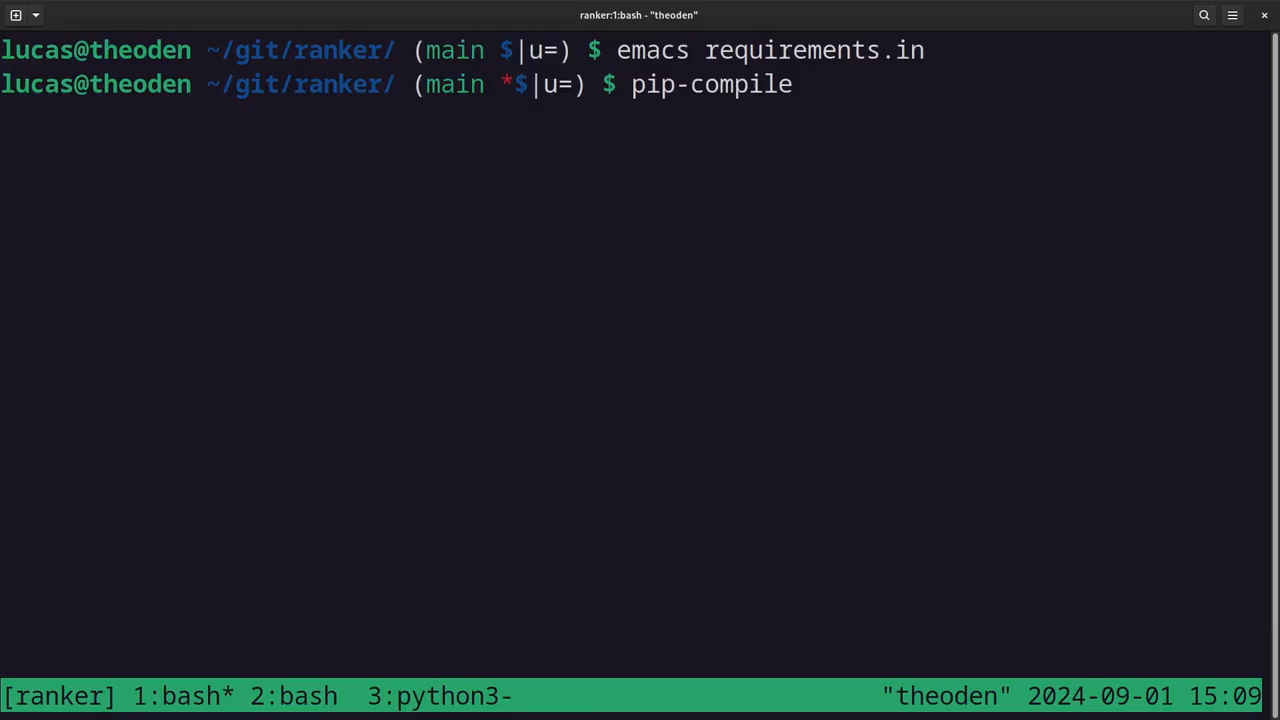 ranker:1:bash - "theoden"
lucas@theoden ~/git/ranker/ (main $|u=) $ emacs requirements.in
lucas@theoden ~/git/ranker/ (main *$|u=) $ pip-compile
[ranker] 1:bash* 2:bash  3:python3- "theoden" 2024-09-01 15:09